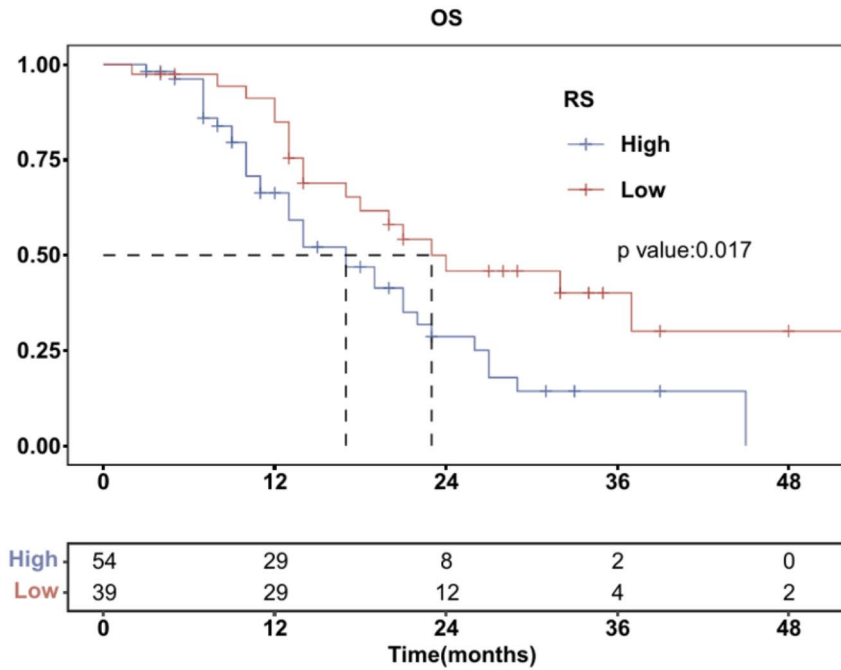 OS
1.00
0.75
0.50
0.25
0.00
RS
High
Low
p value:0.017
0 12 24 36 48
High 54 29 8 2 0
Low 39 29 12 4 2
0 12 24 36 48
Time(months)